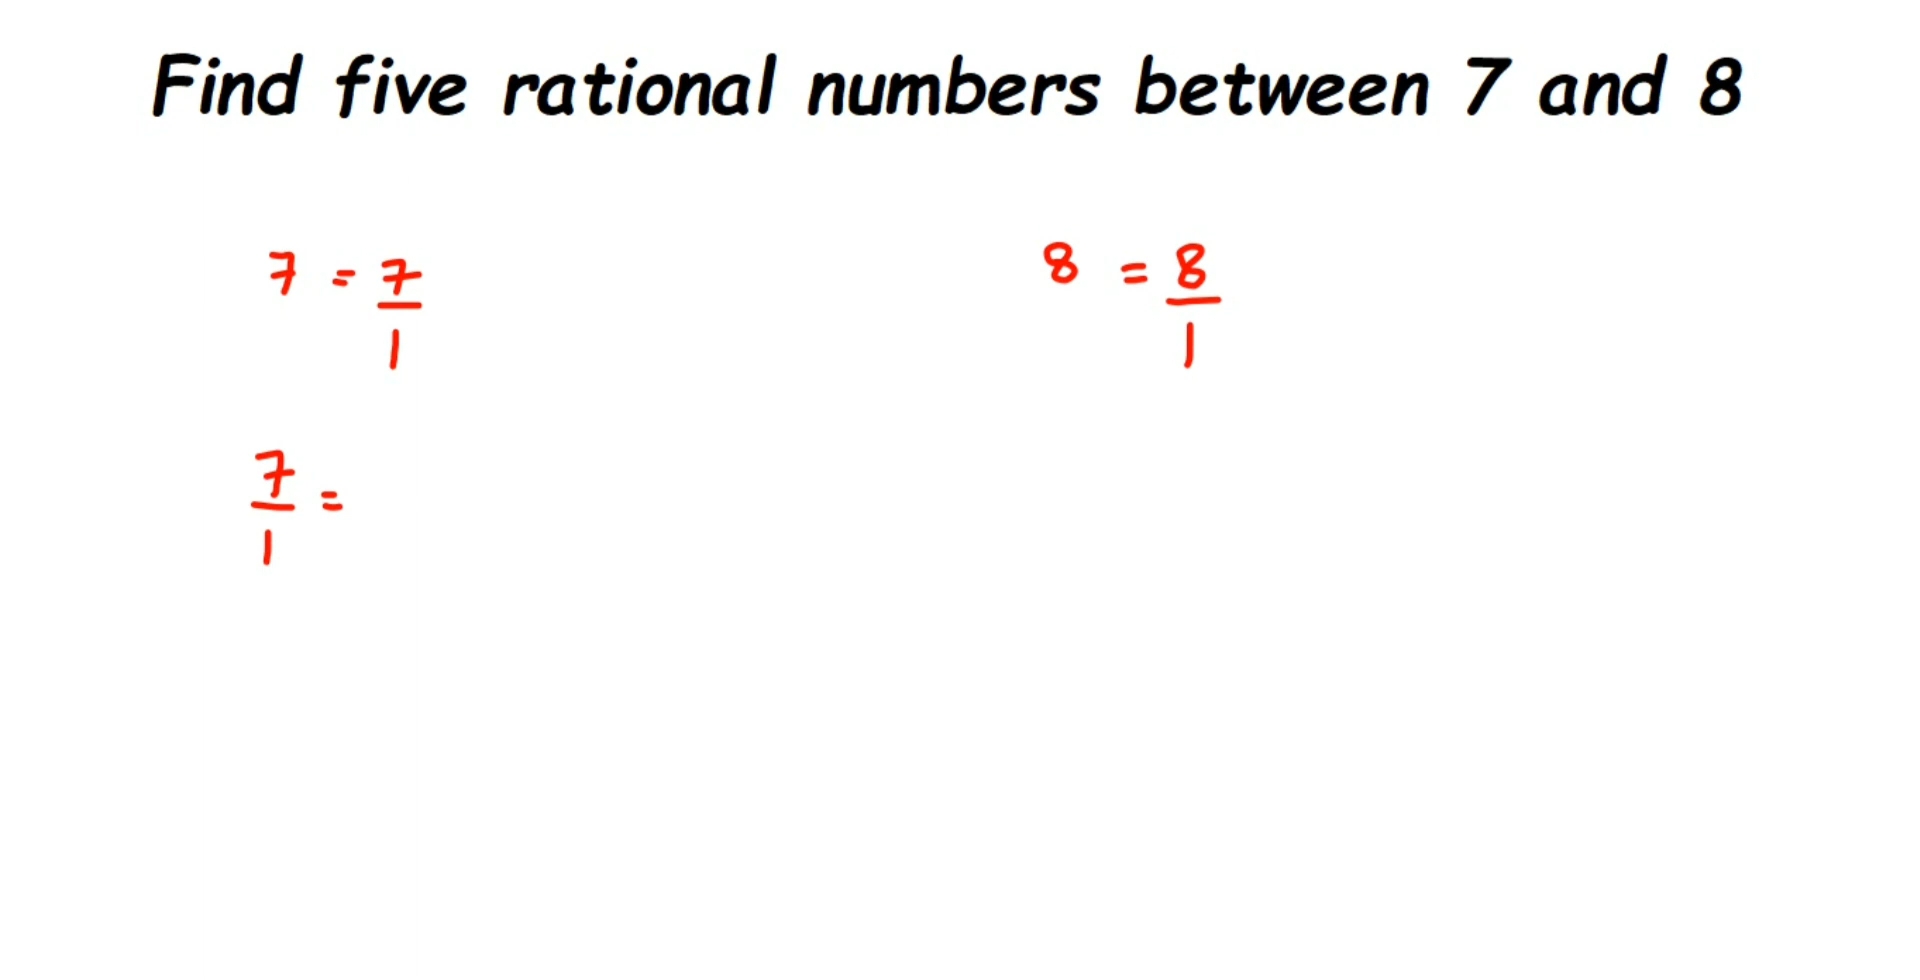 Find five rational numbers between 7 and 8
7 = 7/1 8 = 8/1
7/1 =